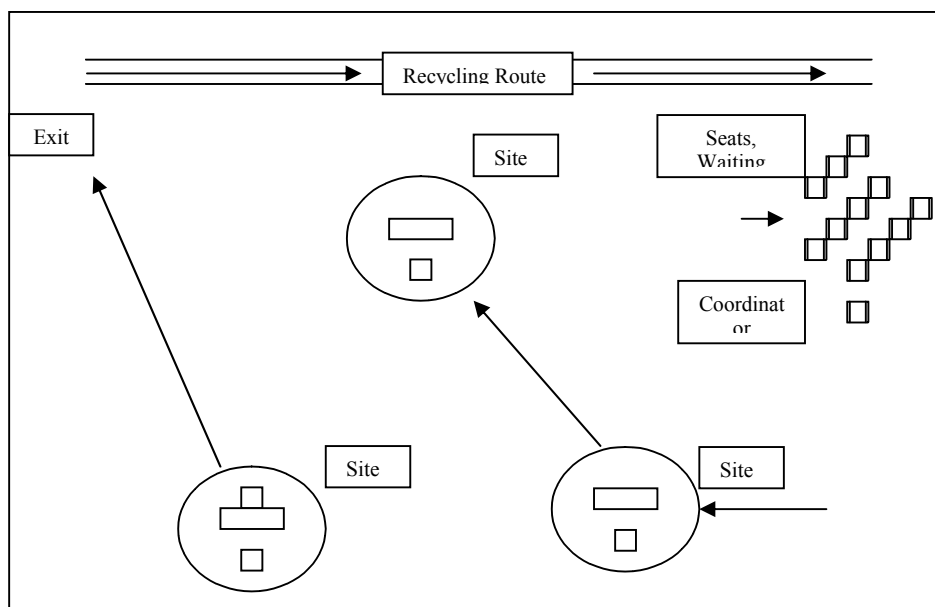 Recycling Route
Exit
Site
Seats,
Waiting
Coordinat
or
Site
Site